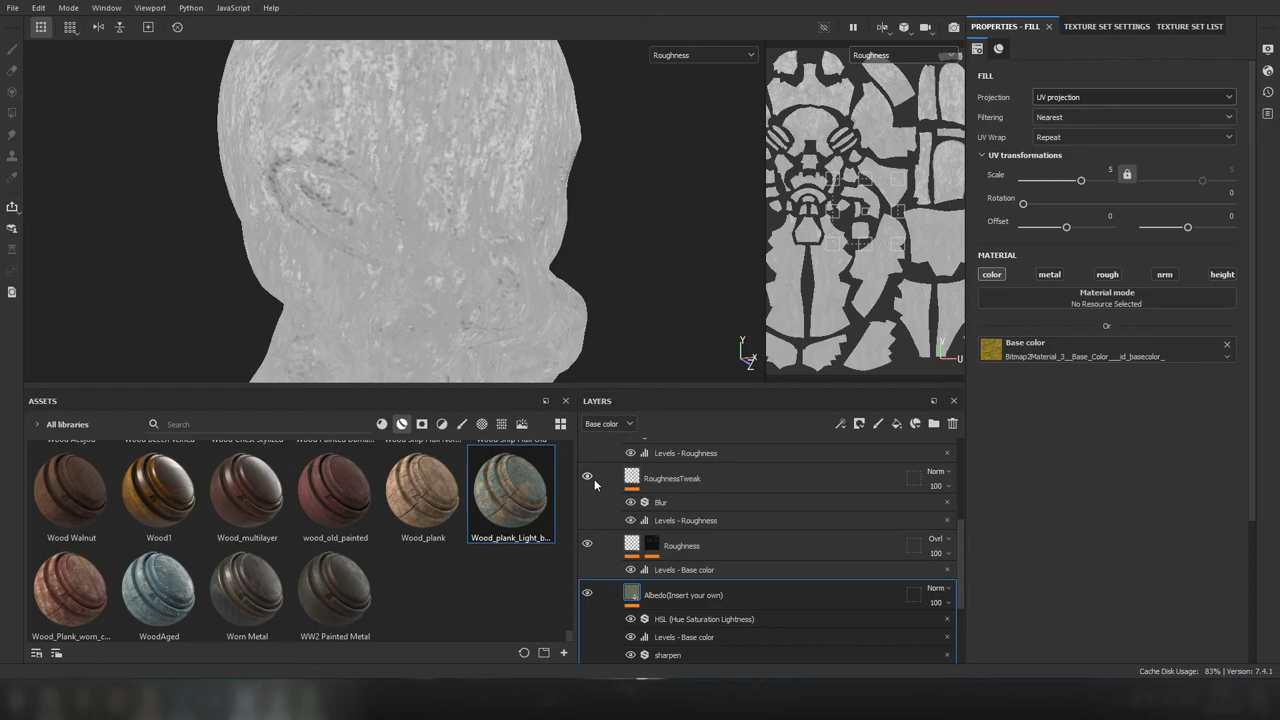 File Edit Mode Window Viewport Python JavaScript Help
PROPERTIES - FILL TEXTURE SET SETTINGS TEXTURE SET LIST
Roughness
Roughness
FILL
Projection UV projection
Filtering Nearest
UV Wrap Repeat
UV transformations
Scale 5 5
Rotation 0
Offset 0 0
MATERIAL
color metal rough nrm height
Material mode
No Resource Selected
Or
Base color
Bitmap2Material_3__Base_Color___id_basecolor_
Y
X
Z
V
U
ASSETS
All libraries Search
Wood Walnut Wood1 Wood_multilayer wood_old_painted Wood_plank Wood_plank_Light_b...
Wood_Plank_worn_c... WoodAged Worn Metal WW2 Painted Metal
LAYERS
Base color
Levels - Roughness
RoughnessTweak Norm 100
Blur
Levels - Roughness
Roughness Ovrl 100
Levels - Base color
Albedo(Insert your own) Norm 100
HSL (Hue Saturation Lightness)
Levels - Base color
sharpen
Cache Disk Usage: 83% | Version: 7.4.1